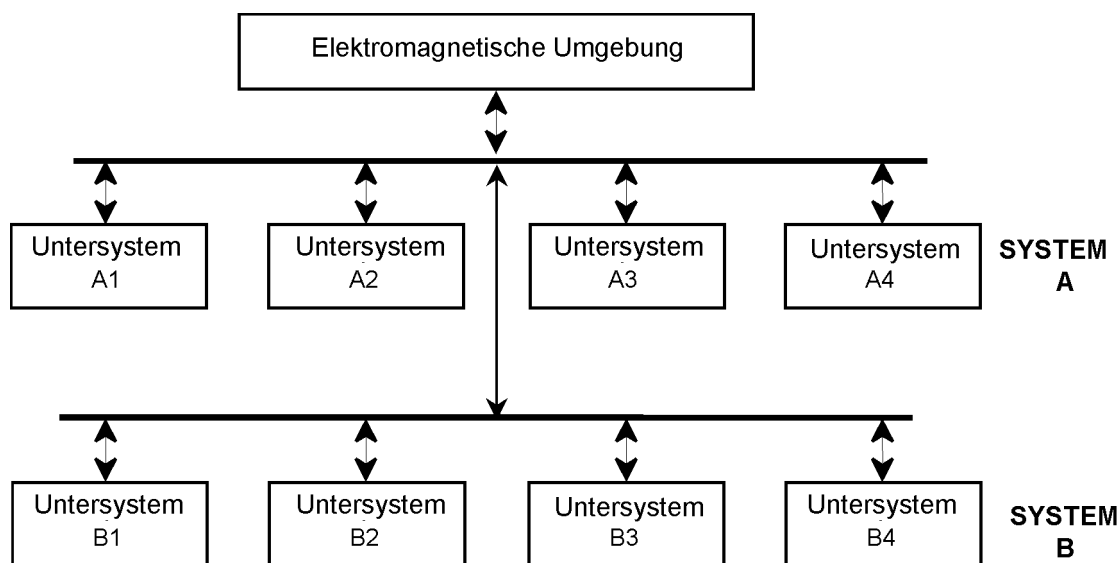 Elektromagnetische Umgebung
Untersystem Untersystem Untersystem Untersystem SYSTEM
A1 A2 A3 A4 A
Untersystem Untersystem Untersystem Untersystem SYSTEM
B1 B2 B3 B4 B